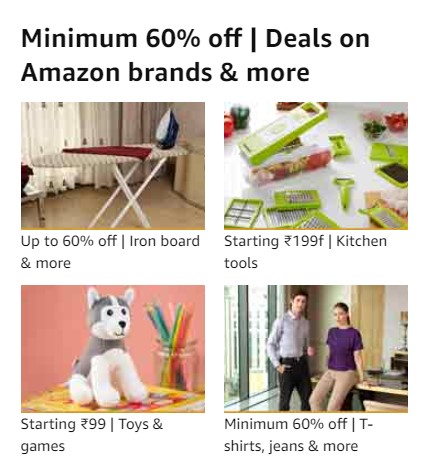 Minimum 60% off | Deals on
Amazon brands & more
Up to 60% off | Iron board
& more
Starting ₹199f | Kitchen
tools
Starting ₹99 | Toys &
games
Minimum 60% off | T-
shirts, jeans & more